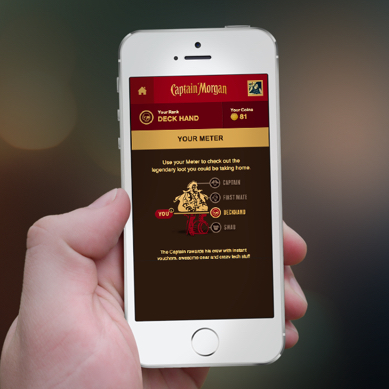 Captain Morgan
Your Rank
DECK HAND
Your Coins
81
YOUR METER
Use your Meter to check out the
legendary loot you could be taking home
CAPTAIN
FIRST MATE
YOU
DECKHAND
SWAB
The Captain rewards his crew with instant
vouchers, awesome gear and crazy tech stuff